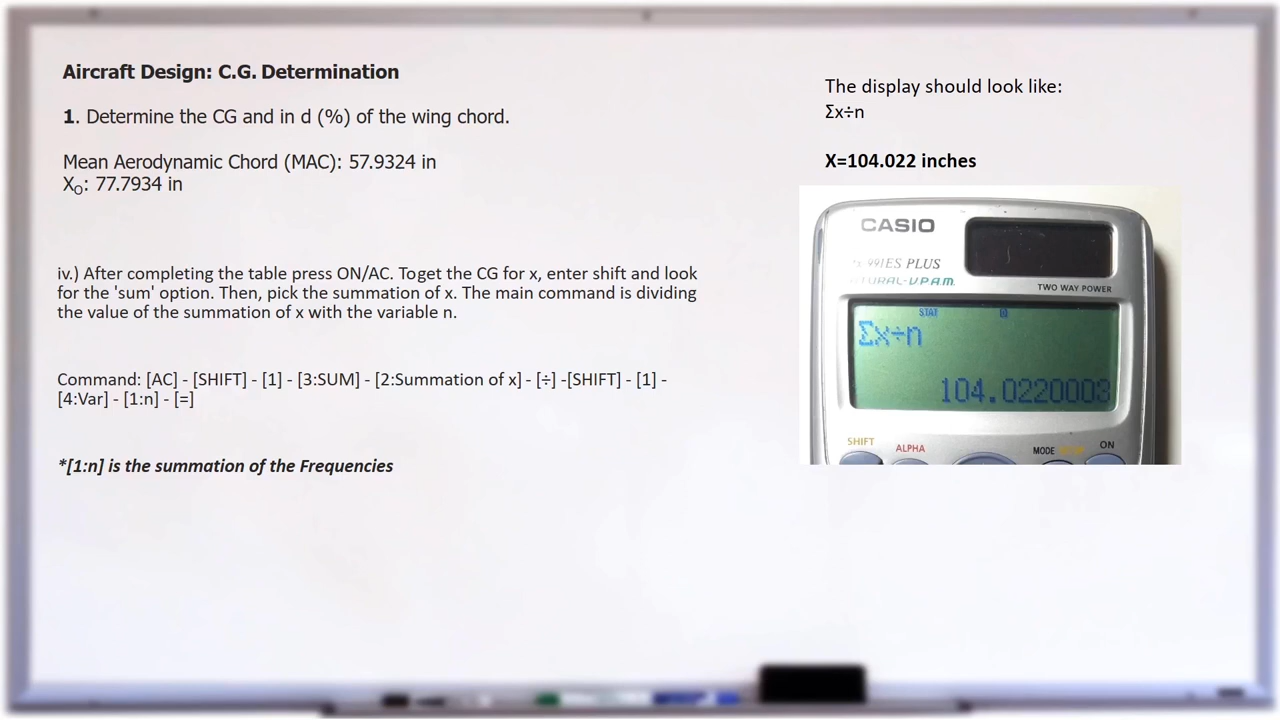 Aircraft Design: C.G. Determination
1. Determine the CG and in d (%) of the wing chord.
Mean Aerodynamic Chord (MAC): 57.9324 in
XO: 77.7934 in
iv.) After completing the table press ON/AC. To get the CG for x, enter shift and look
for the 'sum' option. Then, pick the summation of x. The main command is dividing
the value of the summation of x with the variable n.
Command: [AC] - [SHIFT] - [1] - [3:SUM] - [2:Summation of x] - [÷] -[SHIFT] - [1] -
[4:Var] - [1:n] - [=]
*[1:n] is the summation of the Frequencies
The display should look like:
Σx÷n
X=104.022 inches
CASIO
991ES PLUS
V.P.A.M.
TWO WAY POWER
STAT
Σx÷n
104.0220003
SHIFT
ALPHA
MODE
ON